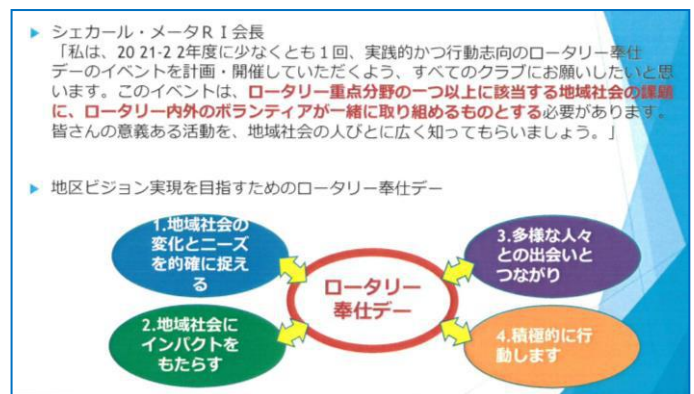 シェカール・メータＲＩ会長
「私は、20 21-2 2年度に少なくとも１回、実践的かつ行動志向のロータリー奉仕
デーのイベントを計画・開催していただくよう、すべてのクラブにお願いしたいと思
います。このイベントは、ロータリー重点分野の一つ以上に該当する地域社会の課題
に、ロータリー内外のボランティアが一緒に取り組めるものとする必要があります。
皆さんの意義ある活動を、地域社会の人びとに広く知ってもらいましょう。」
地区ビジョン実現を目指すためのロータリー奉仕デー
1.地域社会の
変化とニーズ
を的確に捉え
る
3.多様な人々
との出会いと
つながり
ロータリー
奉仕デー
2.地域社会に
インパクトを
もたらす
4.積極的に行
動します